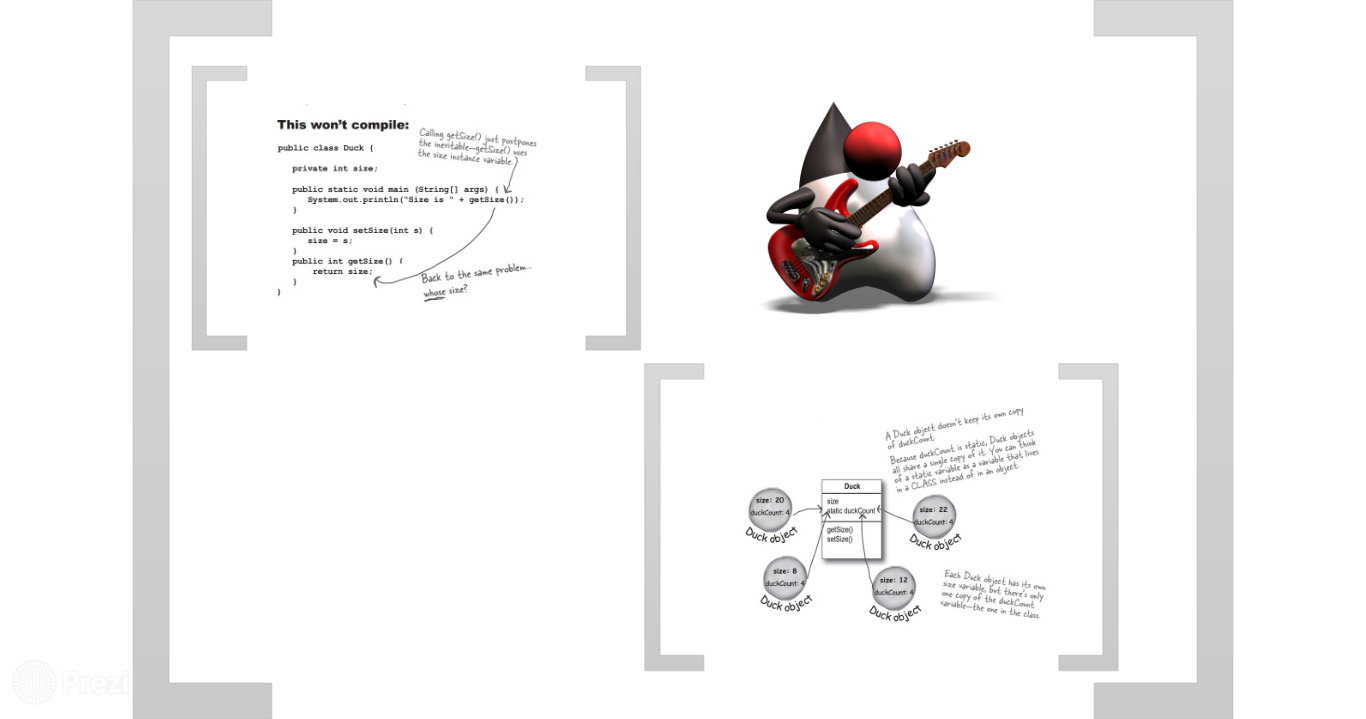 This won't compile:
Calling getSize() just postpones
the inevitable—getSize() uses
the size instance variable.
public class Duck {
private int size;
public static void main (String[] args) {
System.out.println("Size is " + getSize());
}
public void setSize(int s) {
size = s;
}
public int getSize() {
return size;
}
}
Back to the same problem...
whose size?
A Duck object doesn't keep its own copy
of duckCount.
Because duckCount is static, Duck objects
all share a single copy of it. You can think
of a static variable as a variable that lives
in a CLASS instead of in an object.
Duck
size
static duckCount
getSize()
setSize()
size: 20
duckCount: 4
Duck object
size: 22
duckCount: 4
Duck object
size: 8
duckCount: 4
Duck object
size: 12
duckCount: 4
Duck object
Each Duck object has its own
size variable, but there's only
one copy of the duckCount
variable—the one in the class.
Prezi